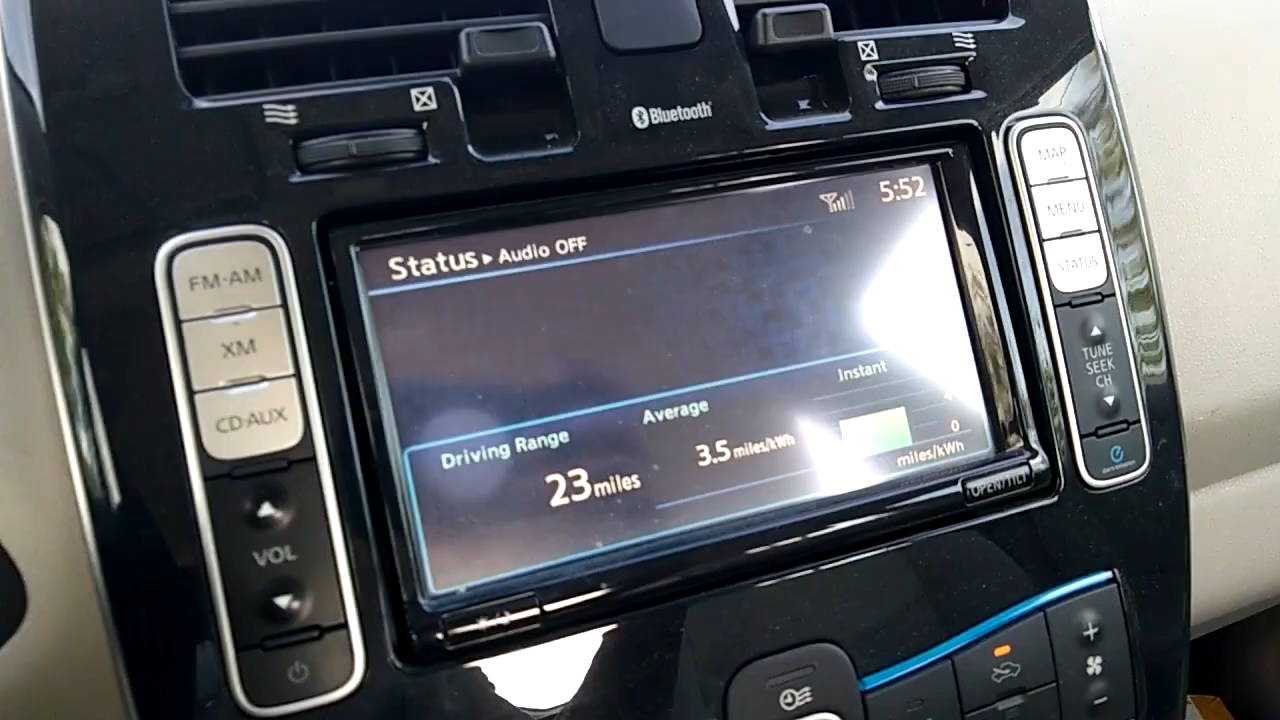 Bluetooth
MAP
MENU
STATUS
5:52
Status ▸ Audio OFF
FM·AM
XM
CD·AUX
TUNE
SEEK
CH
Instant
Average
Driving Range
3.5 miles/kWh
0
miles/kWh
23 miles
OPEN/TILT
VOL
+
−